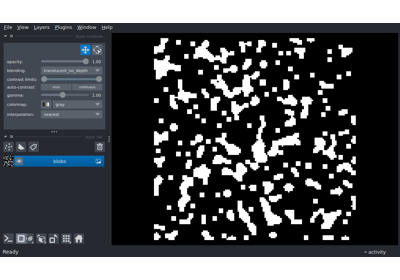 File View Layers Plugins Window Help
opacity: 1.00
blending: translucent_no_depth
contrast limits:
auto-contrast: once continuous
gamma: 1.00
colormap: gray
interpolation: nearest
blobs
Ready activity